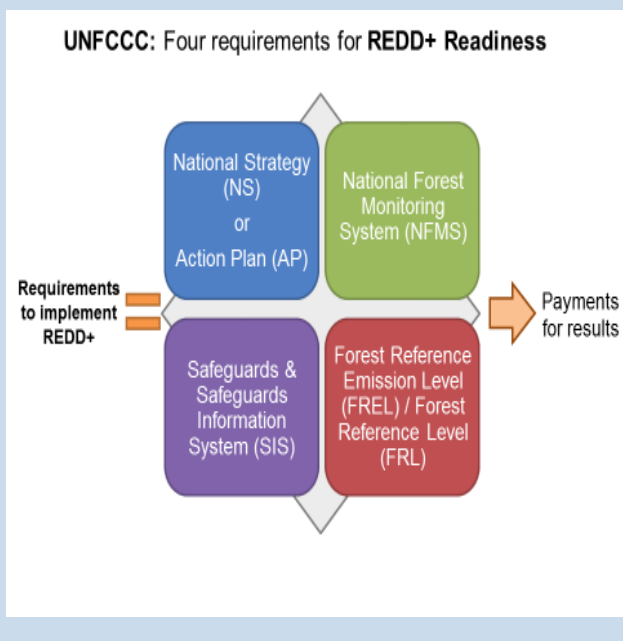 UNFCCC: Four requirements for REDD+ Readiness
National Strategy
(NS)
or
Action Plan (AP)
National Forest
Monitoring
System (NFMS)
Requirements
to implement
REDD+
Payments
for results
Safeguards &
Safeguards
Information
System (SIS)
Forest Reference
Emission Level
(FREL) / Forest
Reference Level
(FRL)